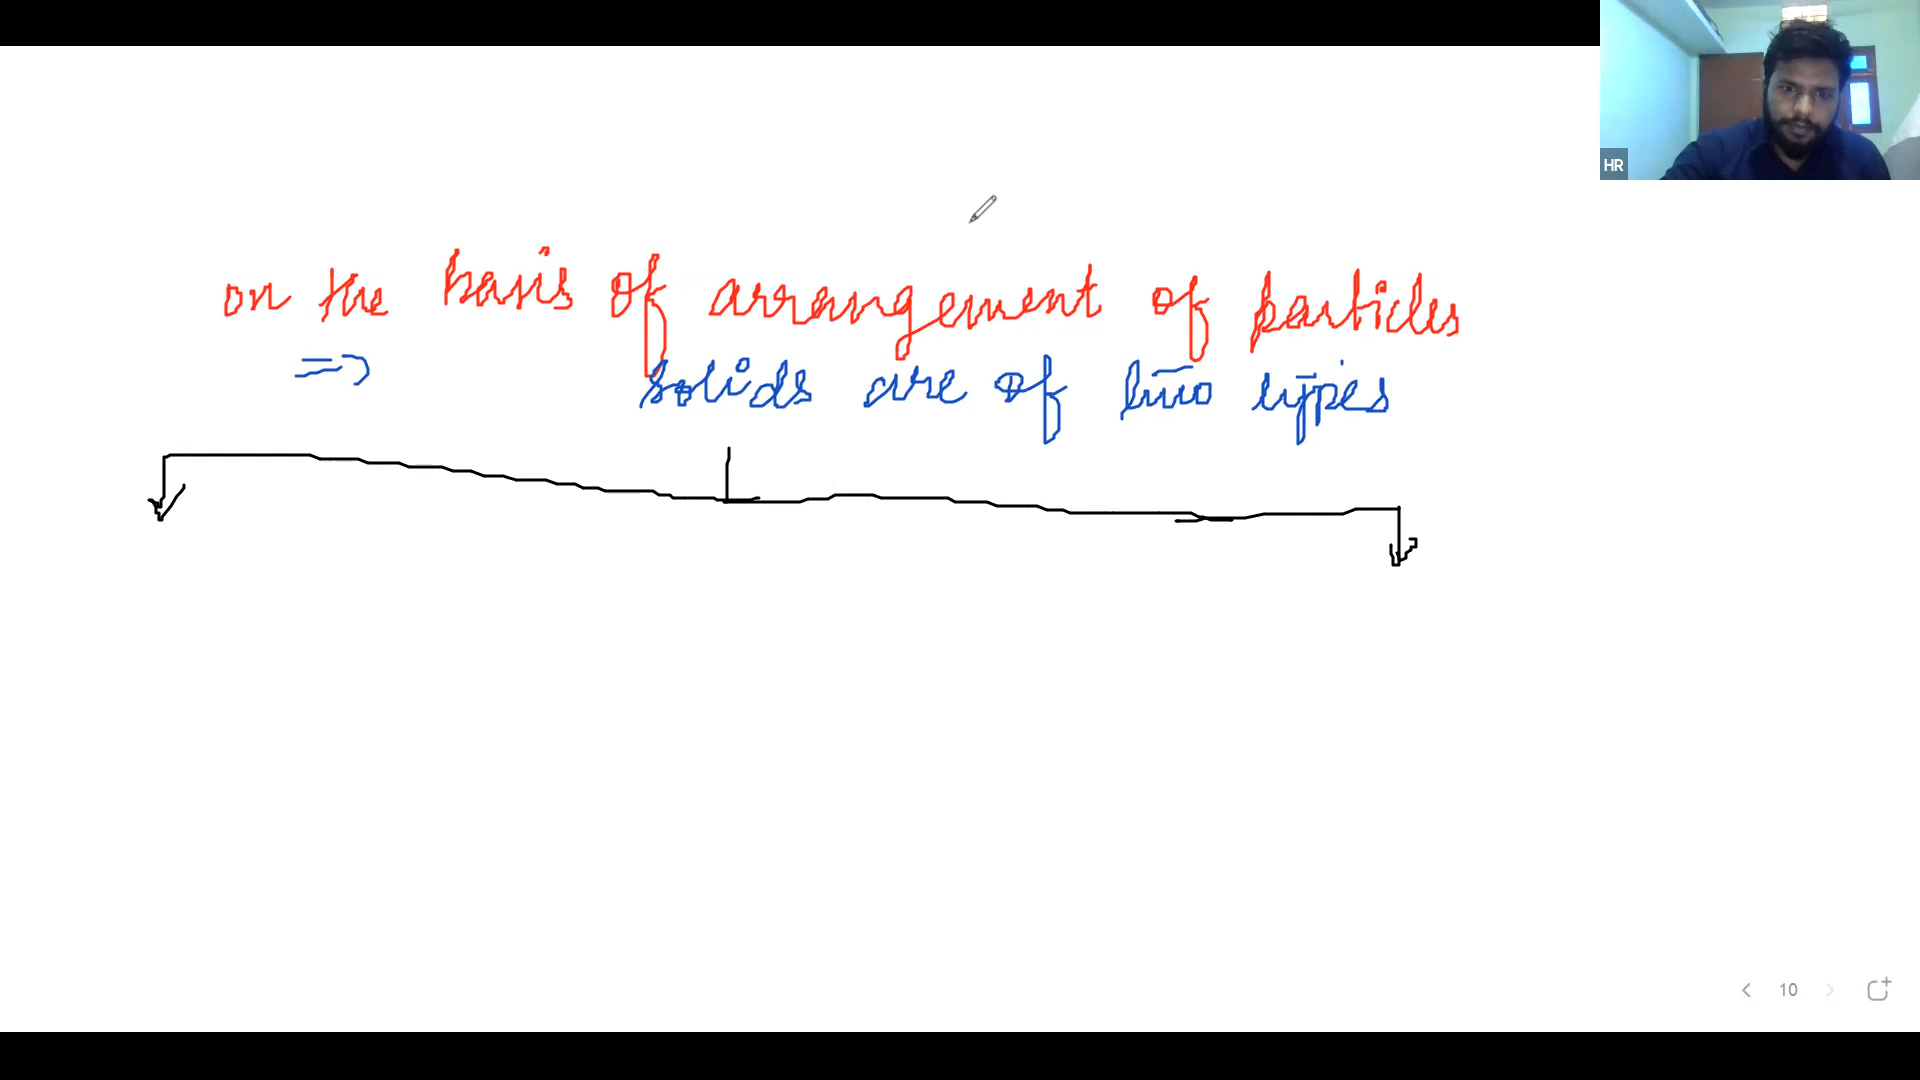 HR
on the basis of arrangement of particles
=> solids are of two types
10